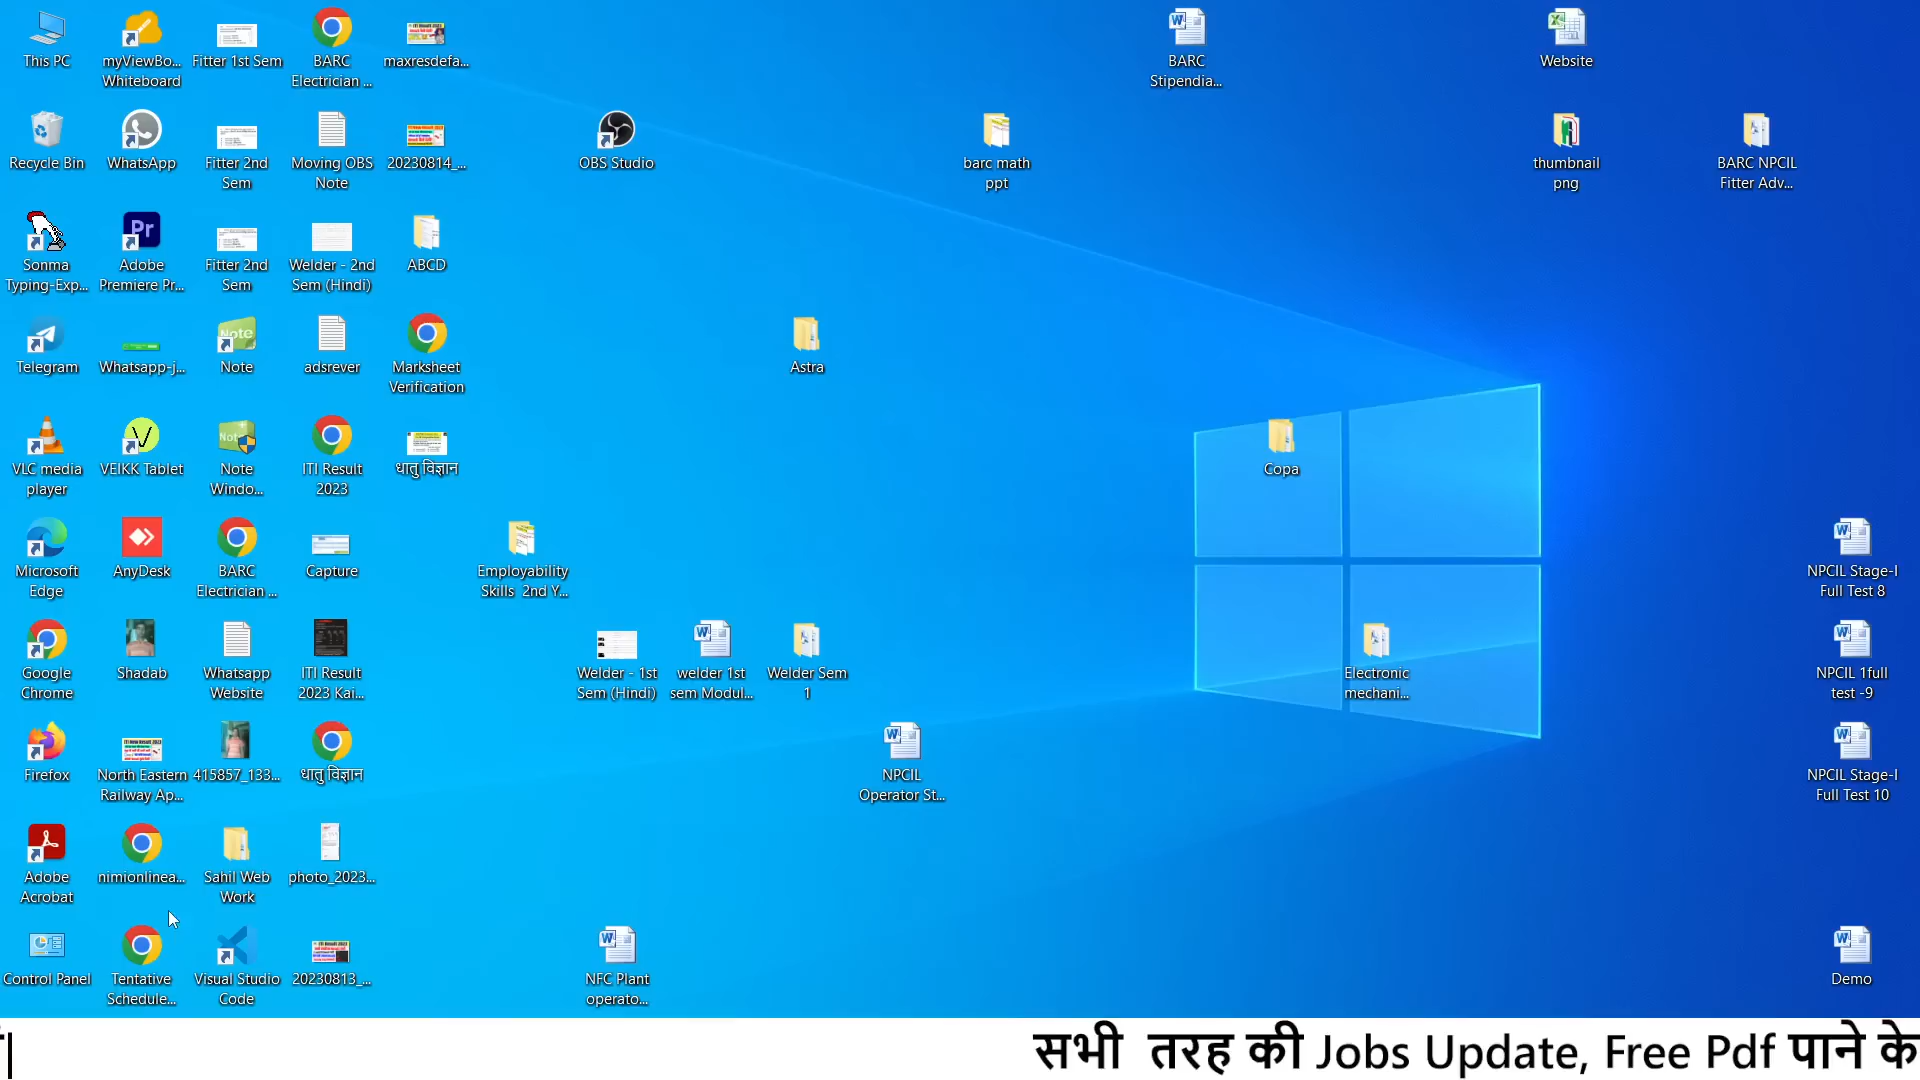 This PC
myViewBo...
Whiteboard
Fitter 1st Sem
BARC
Electrician ...
maxresdefa...
BARC
Stipendia...
Website
Recycle Bin
WhatsApp
Fitter 2nd
Sem
Moving OBS
Note
20230814_...
OBS Studio
barc math
ppt
thumbnail
png
BARC NPCIL
Fitter Adv...
Sonma
Typing-Exp...
Adobe
Premiere Pr...
Fitter 2nd
Sem
Welder - 2nd
Sem (Hindi)
ABCD
Telegram
Whatsapp-j...
Note
adsrever
Marksheet
Verification
Astra
VLC media
player
VEIKK Tablet
Note
Windo...
ITI Result
2023
धातु विज्ञान
Copa
Microsoft
Edge
AnyDesk
BARC
Electrician ...
Capture
Employability
Skills 2nd Y...
NPCIL Stage-I
Full Test 8
Google
Chrome
Shadab
Whatsapp
Website
ITI Result
2023 Kai...
Welder - 1st
Sem (Hindi)
welder 1st
sem Modul...
Welder Sem
1
Electronic
mechani...
NPCIL 1full
test -9
Firefox
North Eastern
Railway Ap...
415857_133...
धातु विज्ञान
NPCIL
Operator St...
NPCIL Stage-I
Full Test 10
Adobe
Acrobat
nimionlinea...
Sahil Web
Work
photo_2023...
Control Panel
Tentative
Schedule...
Visual Studio
Code
20230813_...
NFC Plant
operato...
Demo
सभी तरह की Jobs Update, Free Pdf पाने के